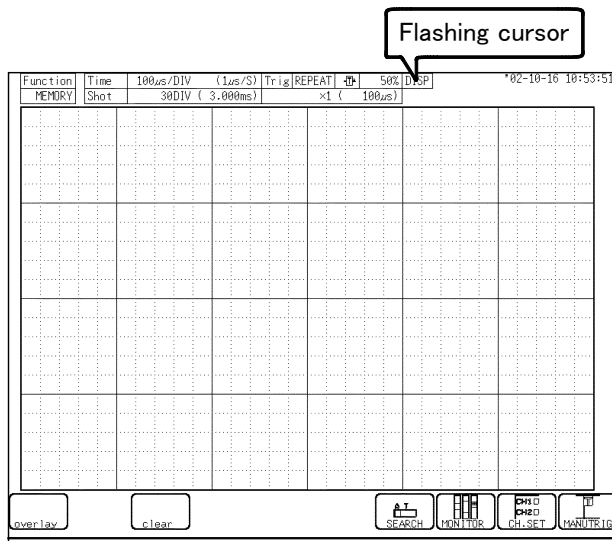 Flashing cursor
Function Time 100μs/DIV (1μs/S) Trig REPEAT T 50% DISP '02-10-16 10:53:51
MEMORY Shot 30DIV ( 3.000ms) ×1 ( 100μs)
overlay clear SEARCH MONITOR CH1 CH2 CH.SET MANUTRIG